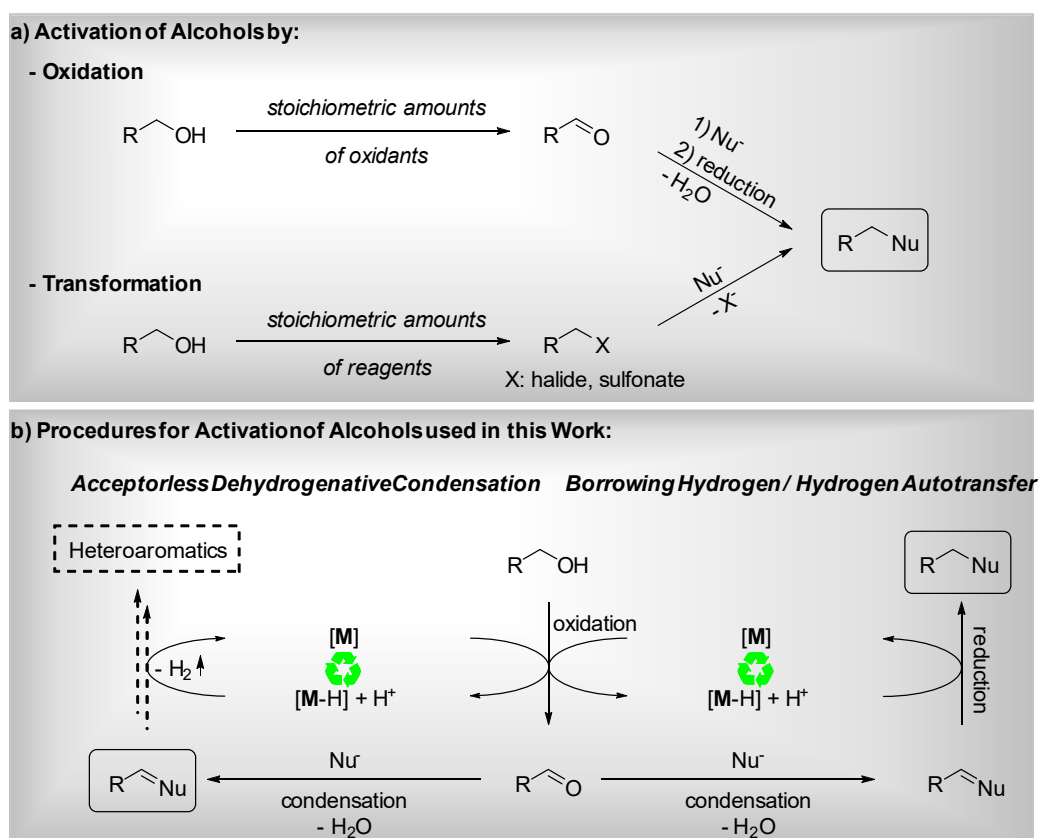 a) Activation of Alcohols by:
- Oxidation
R OH
stoichiometric amounts
of oxidants
R O
1) Nu-
2) reduction
- H2O
R Nu
- Transformation
R OH
stoichiometric amounts
of reagents
R X
X: halide, sulfonate
Nu-
-X-
b) Procedures for Activation of Alcohols used in this Work:
Acceptorless Dehydrogenative Condensation
Borrowing Hydrogen / Hydrogen Autotransfer
Heteroaromatics
R OH
R Nu
[M]
oxidation
[M]
reduction
- H2
[M-H] + H+
[M-H] + H+
R Nu
Nu-
condensation
- H2O
R O
Nu-
condensation
- H2O
R Nu